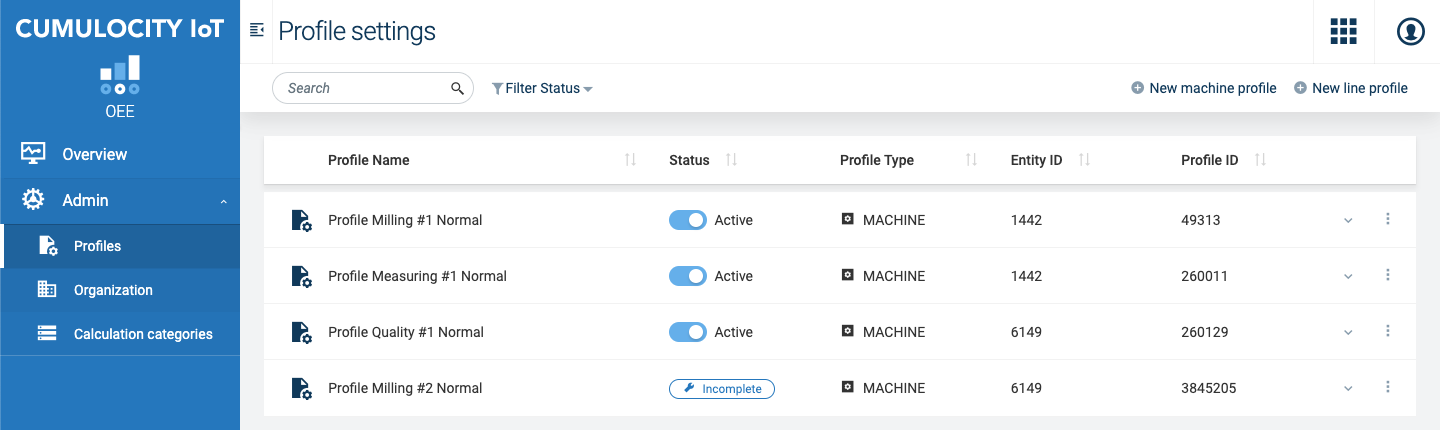 CUMULOCITY IoT
OEE
Overview
Admin
Profiles
Organization
Calculation categories
Profile settings
Search
Filter Status
New machine profile
New line profile
Profile Name Status Profile Type Entity ID Profile ID
Profile Milling #1 Normal Active MACHINE 1442 49313
Profile Measuring #1 Normal Active MACHINE 1442 260011
Profile Quality #1 Normal Active MACHINE 6149 260129
Profile Milling #2 Normal Incomplete MACHINE 6149 3845205